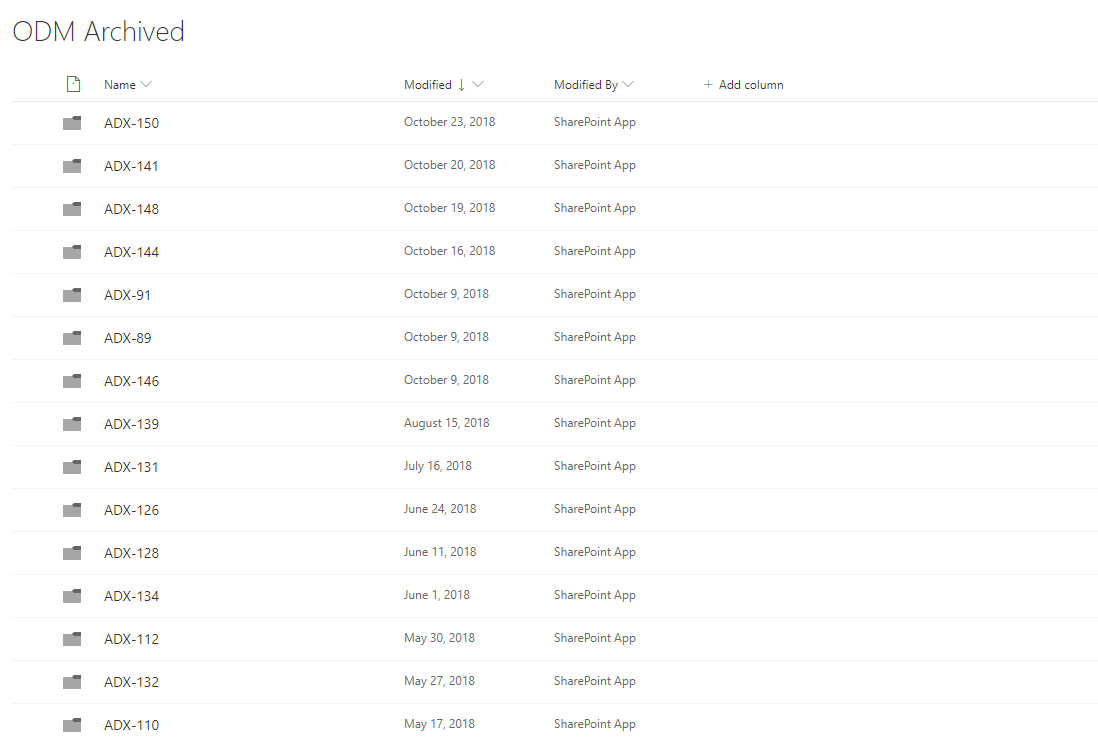 ODM Archived
Name Modified ↓ Modified By + Add column
ADX-150 October 23, 2018 SharePoint App
ADX-141 October 20, 2018 SharePoint App
ADX-148 October 19, 2018 SharePoint App
ADX-144 October 16, 2018 SharePoint App
ADX-91 October 9, 2018 SharePoint App
ADX-89 October 9, 2018 SharePoint App
ADX-146 October 9, 2018 SharePoint App
ADX-139 August 15, 2018 SharePoint App
ADX-131 July 16, 2018 SharePoint App
ADX-126 June 24, 2018 SharePoint App
ADX-128 June 11, 2018 SharePoint App
ADX-134 June 1, 2018 SharePoint App
ADX-112 May 30, 2018 SharePoint App
ADX-132 May 27, 2018 SharePoint App
ADX-110 May 17, 2018 SharePoint App